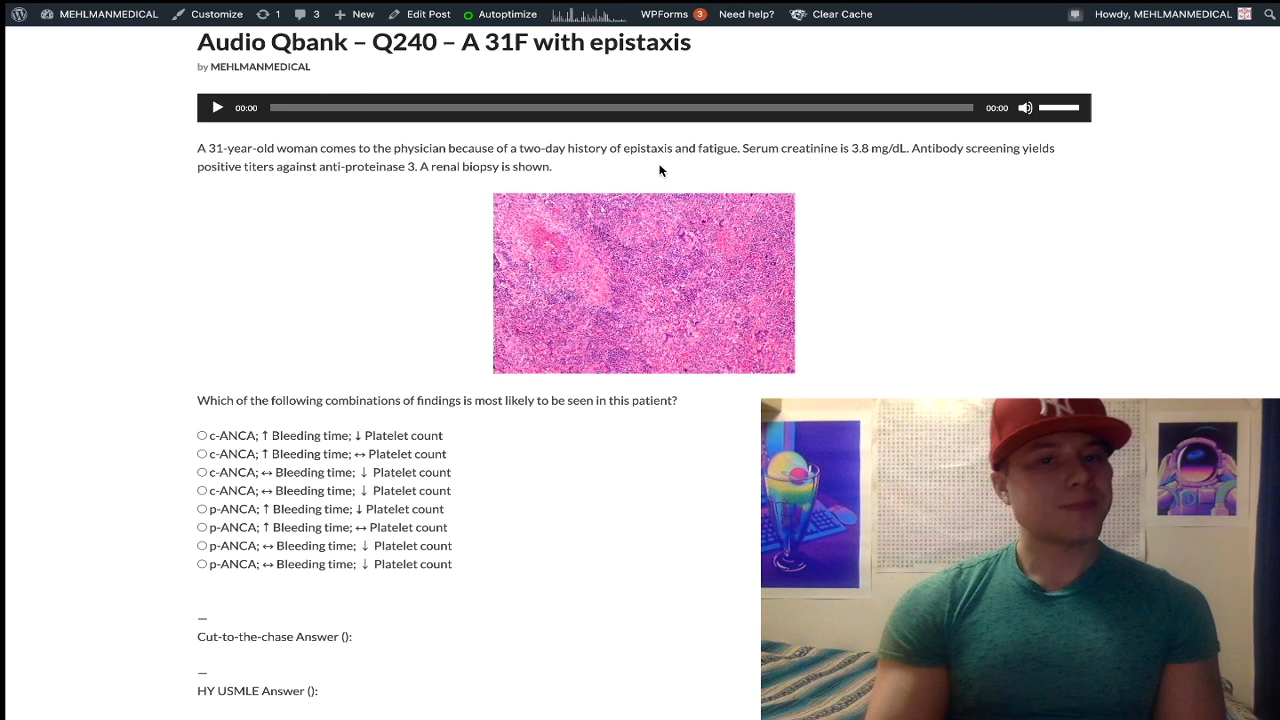 MEHLMANMEDICAL Customize 1 3 New Edit Post Autoptimize WPForms 3 Need help? Clear Cache Howdy, MEHLMANMEDICAL
Audio Qbank – Q240 – A 31F with epistaxis
by MEHLMANMEDICAL
00:00 00:00
A 31-year-old woman comes to the physician because of a two-day history of epistaxis and fatigue. Serum creatinine is 3.8 mg/dL. Antibody screening yields
positive titers against anti-proteinase 3. A renal biopsy is shown.
Which of the following combinations of findings is most likely to be seen in this patient?
c-ANCA; ↑ Bleeding time; ↓ Platelet count
c-ANCA; ↑ Bleeding time; ↔ Platelet count
c-ANCA; ↔ Bleeding time; ↓ Platelet count
c-ANCA; ↔ Bleeding time; ↓ Platelet count
p-ANCA; ↑ Bleeding time; ↓ Platelet count
p-ANCA; ↑ Bleeding time; ↔ Platelet count
p-ANCA; ↔ Bleeding time; ↓ Platelet count
p-ANCA; ↔ Bleeding time; ↓ Platelet count
—
Cut-to-the-chase Answer ():
—
HY USMLE Answer ():